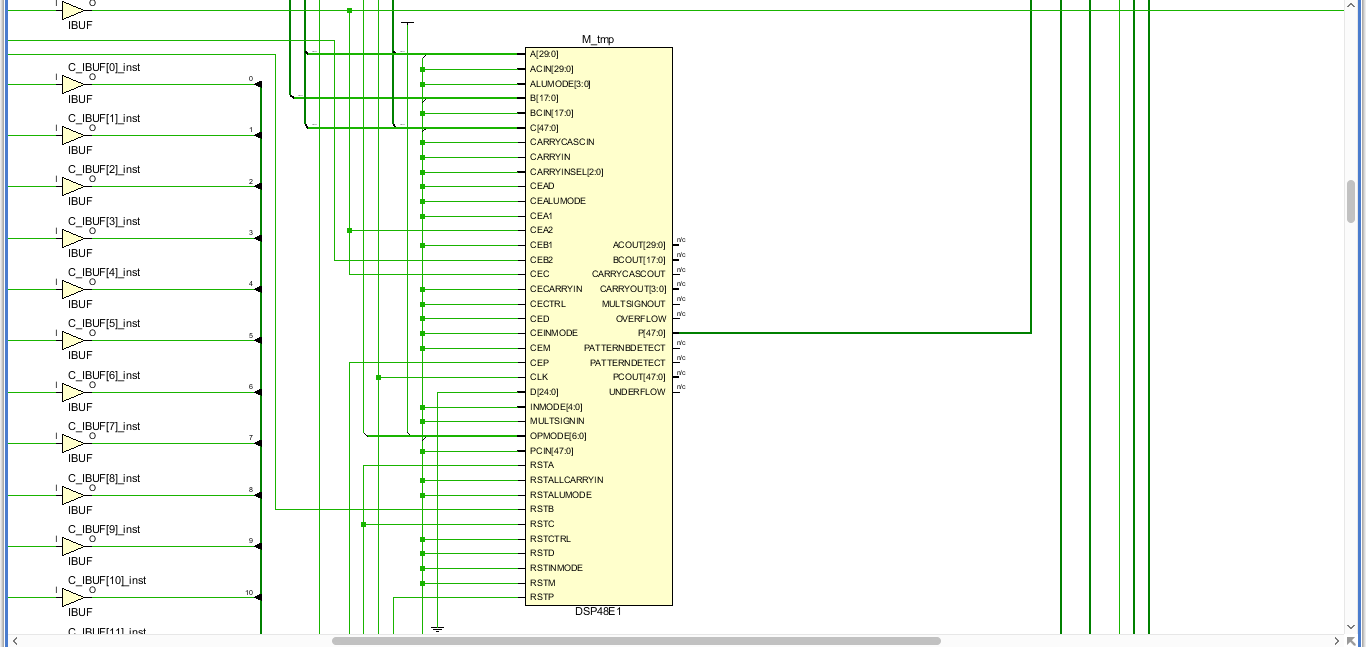 I O
IBUF
C_IBUF[0]_inst
I O 0
IBUF
C_IBUF[1]_inst
I O 1
IBUF
C_IBUF[2]_inst
I O 2
IBUF
C_IBUF[3]_inst
I O 3
IBUF
C_IBUF[4]_inst
I O 4
IBUF
C_IBUF[5]_inst
I O 5
IBUF
C_IBUF[6]_inst
I O 6
IBUF
C_IBUF[7]_inst
I O 7
IBUF
C_IBUF[8]_inst
I O 8
IBUF
C_IBUF[9]_inst
I O 9
IBUF
C_IBUF[10]_inst
I O 10
IBUF
C_IBUF[11]_inst
M_tmp
A[29:0]
ACIN[29:0]
ALUMODE[3:0]
B[17:0]
BCIN[17:0]
C[47:0]
CARRYCASCIN
CARRYIN
CARRYINSEL[2:0]
CEAD
CEALUMODE
CEA1
CEA2
CEB1 ACOUT[29:0] n/c
CEB2 BCOUT[17:0] n/c
CEC CARRYCASCOUT n/c
CECARRYIN CARRYOUT[3:0] n/c
CECTRL MULTSIGNOUT n/c
CED OVERFLOW n/c
CEINMODE P[47:0]
CEM PATTERNBDETECT n/c
CEP PATTERNDETECT n/c
CLK PCOUT[47:0] n/c
D[24:0] UNDERFLOW n/c
INMODE[4:0]
MULTSIGNIN
OPMODE[6:0]
PCIN[47:0]
RSTA
RSTALLCARRYIN
RSTALUMODE
RSTB
RSTC
RSTCTRL
RSTD
RSTINMODE
RSTM
RSTP
DSP48E1